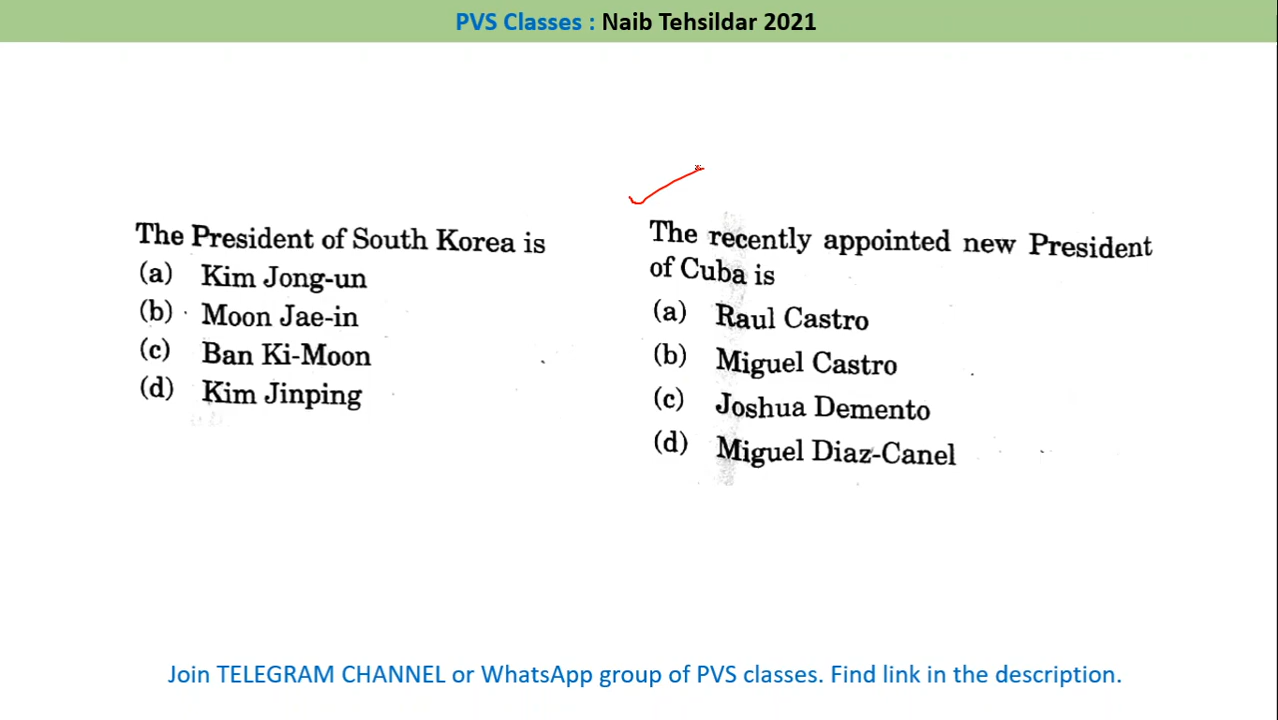 PVS Classes : Naib Tehsildar 2021
The President of South Korea is
(a) Kim Jong-un
(b) Moon Jae-in
(c) Ban Ki-Moon
(d) Kim Jinping
The recently appointed new President
of Cuba is
(a) Raul Castro
(b) Miguel Castro
(c) Joshua Demento
(d) Miguel Diaz-Canel
Join TELEGRAM CHANNEL or WhatsApp group of PVS classes. Find link in the description.